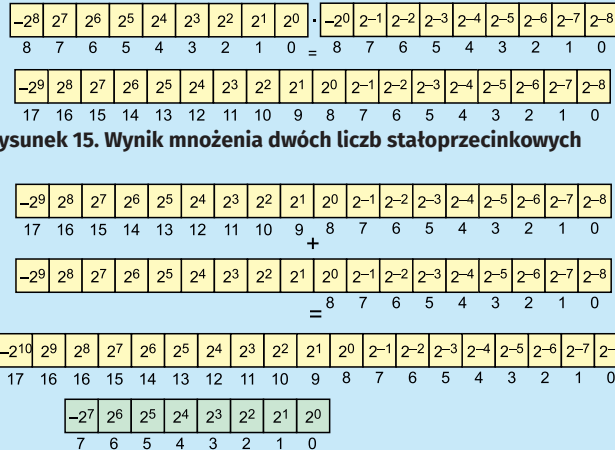 –2⁸ 2⁷ 2⁶ 2⁵ 2⁴ 2³ 2² 2¹ 2⁰ · –2⁰ 2⁻¹ 2⁻² 2⁻³ 2⁻⁴ 2⁻⁵ 2⁻⁶ 2⁻⁷ 2⁻⁸
8 7 6 5 4 3 2 1 0 = 8 7 6 5 4 3 2 1 0
–2⁹ 2⁸ 2⁷ 2⁶ 2⁵ 2⁴ 2³ 2² 2¹ 2⁰ 2⁻¹ 2⁻² 2⁻³ 2⁻⁴ 2⁻⁵ 2⁻⁶ 2⁻⁷ 2⁻⁸
17 16 15 14 13 12 11 10 9 8 7 6 5 4 3 2 1 0
ysunek 15. Wynik mnożenia dwóch liczb stałoprzecinkowych
–2⁹ 2⁸ 2⁷ 2⁶ 2⁵ 2⁴ 2³ 2² 2¹ 2⁰ 2⁻¹ 2⁻² 2⁻³ 2⁻⁴ 2⁻⁵ 2⁻⁶ 2⁻⁷ 2⁻⁸
17 16 15 14 13 12 11 10 9 8 7 6 5 4 3 2 1 0
+
–2⁹ 2⁸ 2⁷ 2⁶ 2⁵ 2⁴ 2³ 2² 2¹ 2⁰ 2⁻¹ 2⁻² 2⁻³ 2⁻⁴ 2⁻⁵ 2⁻⁶ 2⁻⁷ 2⁻⁸
= 8 7 6 5 4 3 2 1 0
–2¹⁰ 2⁹ 2⁸ 2⁷ 2⁶ 2⁵ 2⁴ 2³ 2² 2¹ 2⁰ 2⁻¹ 2⁻² 2⁻³ 2⁻⁴ 2⁻⁵ 2⁻⁶ 2⁻⁷ 2⁻
17 16 16 15 14 13 12 11 10 9 8 7 6 5 4 3 2 1 0
–2⁷ 2⁶ 2⁵ 2⁴ 2³ 2² 2¹ 2⁰
7 6 5 4 3 2 1 0